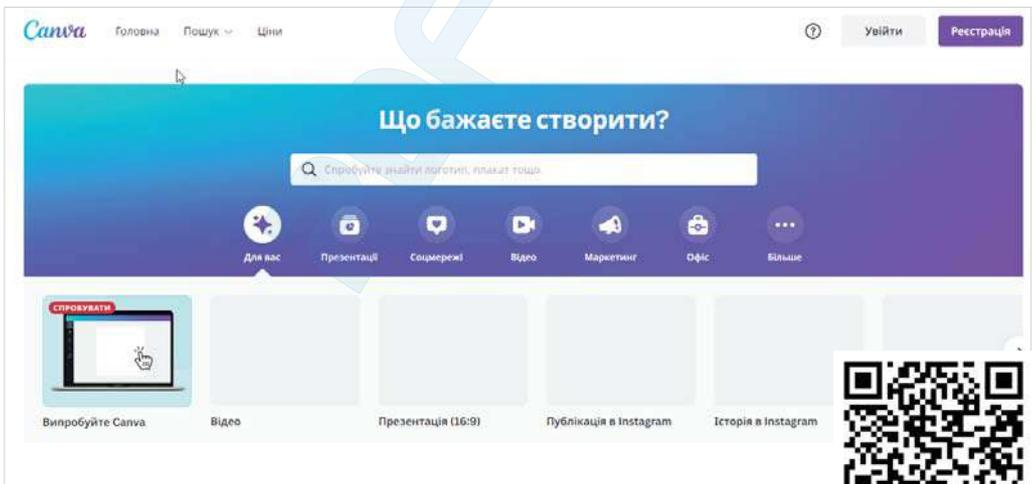 Canva Головна Пошук Ціни ? Увійти Реєстрація
Що бажаєте створити?
Спробуйте знайти логотип, плакат тощо.
Для вас Презентації Соцмережі Відео Маркетинг Офіс Більше
СПРОБУВАТИ
Випробуйте Canva Відео Презентація (16:9) Публікація в Instagram Історія в Instagram